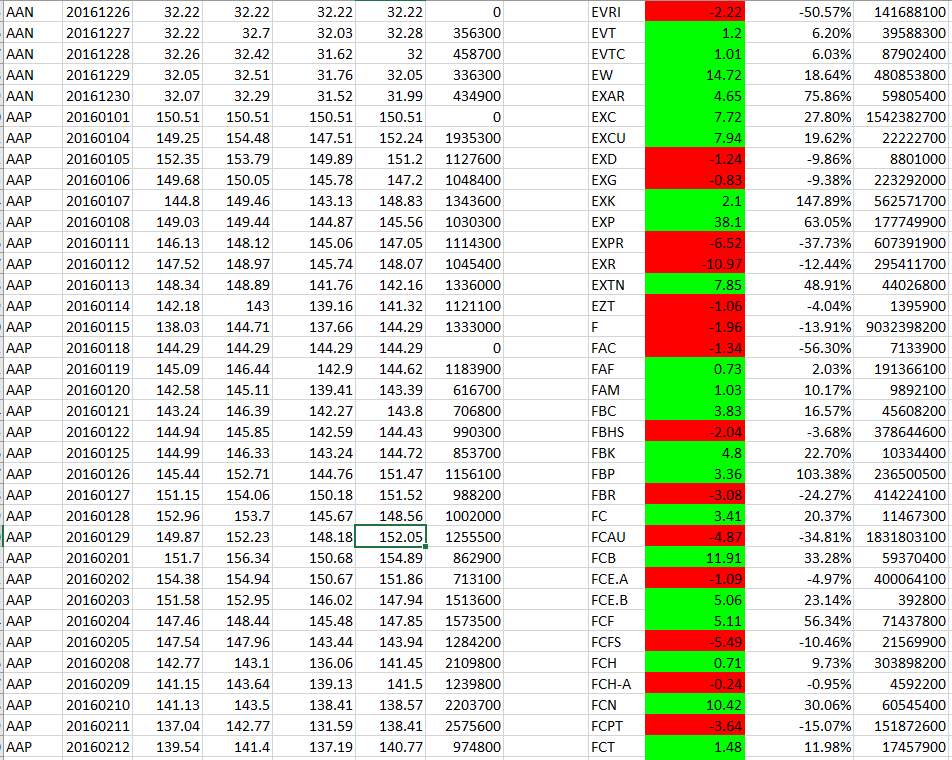 AAN 20161226 32.22 32.22 32.22 32.22 0 EVRI -2.22 -50.57% 141688100
AAN 20161227 32.22 32.7 32.03 32.28 356300 EVT 1.2 6.20% 39588300
AAN 20161228 32.26 32.42 31.62 32 458700 EVTC 1.01 6.03% 87902400
AAN 20161229 32.05 32.51 31.76 32.05 336300 EW 14.72 18.64% 480853800
AAN 20161230 32.07 32.29 31.52 31.99 434900 EXAR 4.65 75.86% 59805400
AAP 20160101 150.51 150.51 150.51 150.51 0 EXC 7.72 27.80% 1542382700
AAP 20160104 149.25 154.48 147.51 152.24 1935300 EXCU 7.94 19.62% 22222700
AAP 20160105 152.35 153.79 149.89 151.2 1127600 EXD -1.24 -9.86% 8801000
AAP 20160106 149.68 150.05 145.78 147.2 1048400 EXG -0.83 -9.38% 223292000
AAP 20160107 144.8 149.46 143.13 148.83 1343600 EXK 2.1 147.89% 562571700
AAP 20160108 149.03 149.44 144.87 145.56 1030300 EXP 38.1 63.05% 177749900
AAP 20160111 146.13 148.12 145.06 147.05 1114300 EXPR -6.52 -37.73% 607391900
AAP 20160112 147.52 148.97 145.74 148.07 1045400 EXR -10.97 -12.44% 295411700
AAP 20160113 148.34 148.89 141.76 142.16 1336000 EXTN 7.85 48.91% 44026800
AAP 20160114 142.18 143 139.16 141.32 1121100 EZT -1.06 -4.04% 1395900
AAP 20160115 138.03 144.71 137.66 144.29 1333000 F -1.96 -13.91% 9032398200
AAP 20160118 144.29 144.29 144.29 144.29 0 FAC -1.34 -56.30% 7133900
AAP 20160119 145.09 146.44 142.9 144.62 1183900 FAF 0.73 2.03% 191366100
AAP 20160120 142.58 145.11 139.41 143.39 616700 FAM 1.03 10.17% 9892100
AAP 20160121 143.24 146.39 142.27 143.8 706800 FBC 3.83 16.57% 45608200
AAP 20160122 144.94 145.85 142.59 144.43 990300 FBHS -2.04 -3.68% 378644600
AAP 20160125 144.99 146.33 143.24 144.72 853700 FBK 4.8 22.70% 10334400
AAP 20160126 145.44 152.71 144.76 151.47 1156100 FBP 3.36 103.38% 236500500
AAP 20160127 151.15 154.06 150.18 151.52 988200 FBR -3.08 -24.27% 414224100
AAP 20160128 152.96 153.7 145.67 148.56 1002000 FC 3.41 20.37% 11467300
AAP 20160129 149.87 152.23 148.18 152.05 1255500 FCAU -4.87 -34.81% 1831803100
AAP 20160201 151.7 156.34 150.68 154.89 862900 FCB 11.91 33.28% 59370400
AAP 20160202 154.38 154.94 150.67 151.86 713100 FCE.A -1.09 -4.97% 400064100
AAP 20160203 151.58 152.95 146.02 147.94 1513600 FCE.B 5.06 23.14% 392800
AAP 20160204 147.46 148.44 145.48 147.85 1573500 FCF 5.11 56.34% 71437800
AAP 20160205 147.54 147.96 143.44 143.94 1284200 FCFS -5.49 -10.46% 21569900
AAP 20160208 142.77 143.1 136.06 141.45 2109800 FCH 0.71 9.73% 303898200
AAP 20160209 141.15 143.64 139.13 141.5 1239800 FCH-A -0.24 -0.95% 4592200
AAP 20160210 141.13 143.5 138.41 138.57 2203700 FCN 10.42 30.06% 60545400
AAP 20160211 137.04 142.77 131.59 138.41 2575600 FCPT -3.64 -15.07% 151872600
AAP 20160212 139.54 141.4 137.19 140.77 974800 FCT 1.48 11.98% 17457900